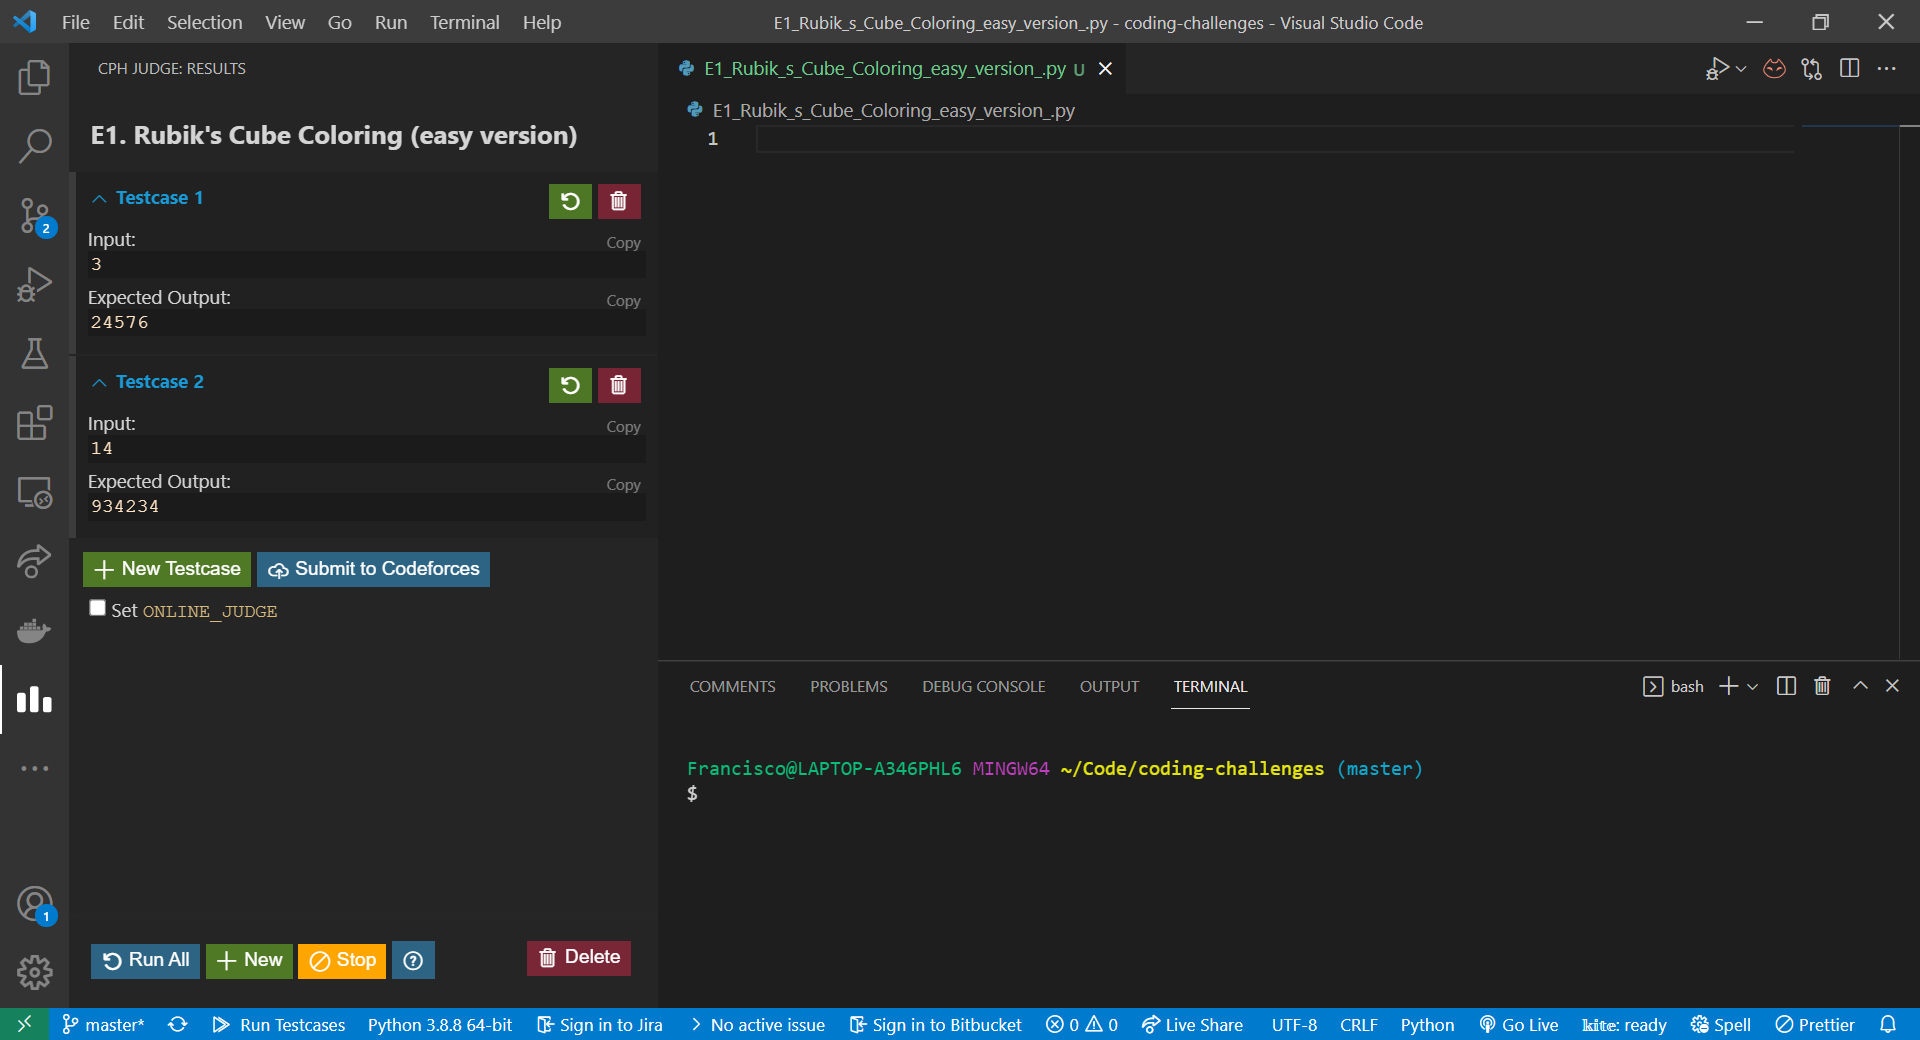 File Edit Selection View Go Run Terminal Help
E1_Rubik_s_Cube_Coloring_easy_version_.py - coding-challenges - Visual Studio Code
CPH JUDGE: RESULTS
E1. Rubik's Cube Coloring (easy version)
Testcase 1
Input:
Copy
3
Expected Output:
Copy
24576
Testcase 2
Input:
Copy
14
Expected Output:
Copy
934234
New Testcase
Submit to Codeforces
Set ONLINE_JUDGE
Run All
New
Stop
Delete
2
1
E1_Rubik_s_Cube_Coloring_easy_version_.py U
E1_Rubik_s_Cube_Coloring_easy_version_.py
1
COMMENTS PROBLEMS DEBUG CONSOLE OUTPUT TERMINAL
bash
Francisco@LAPTOP-A346PHL6 MINGW64 ~/Code/coding-challenges (master)
$
master* Run Testcases Python 3.8.8 64-bit Sign in to Jira No active issue Sign in to Bitbucket 0 0 Live Share UTF-8 CRLF Python Go Live kite: ready Spell Prettier